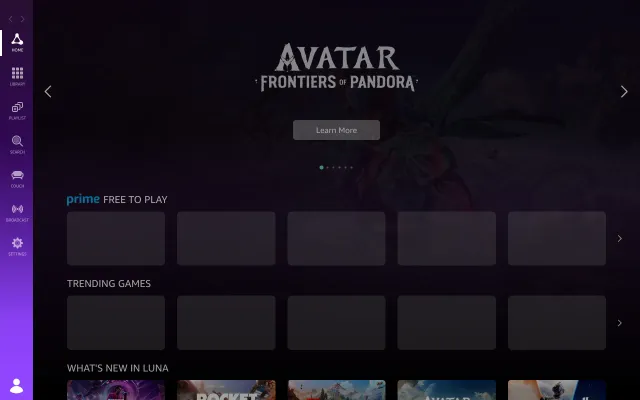 HOME
LIBRARY
PLAYLIST
SEARCH
COUCH
BROADCAST
SETTINGS
AVATAR
FRONTIERS OF PANDORA
Learn More
prime FREE TO PLAY
TRENDING GAMES
WHAT'S NEW IN LUNA
ROCKET
AVATAR